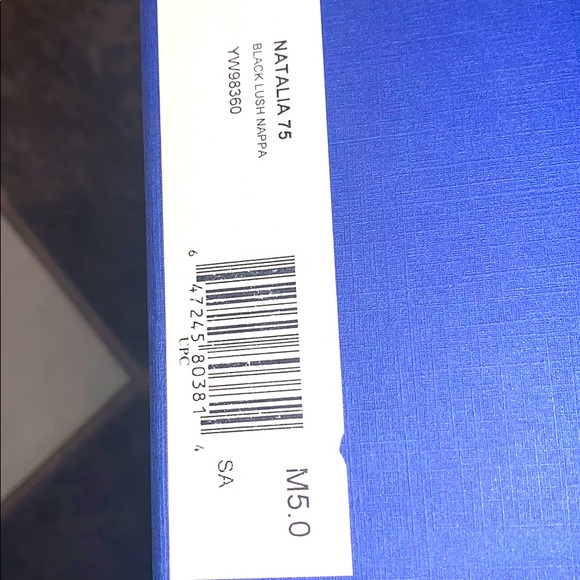 NATALIA 75
BLACK LUSH NAPPA
YW98360
6 47245 80381 4
UPC
SA
M5.0